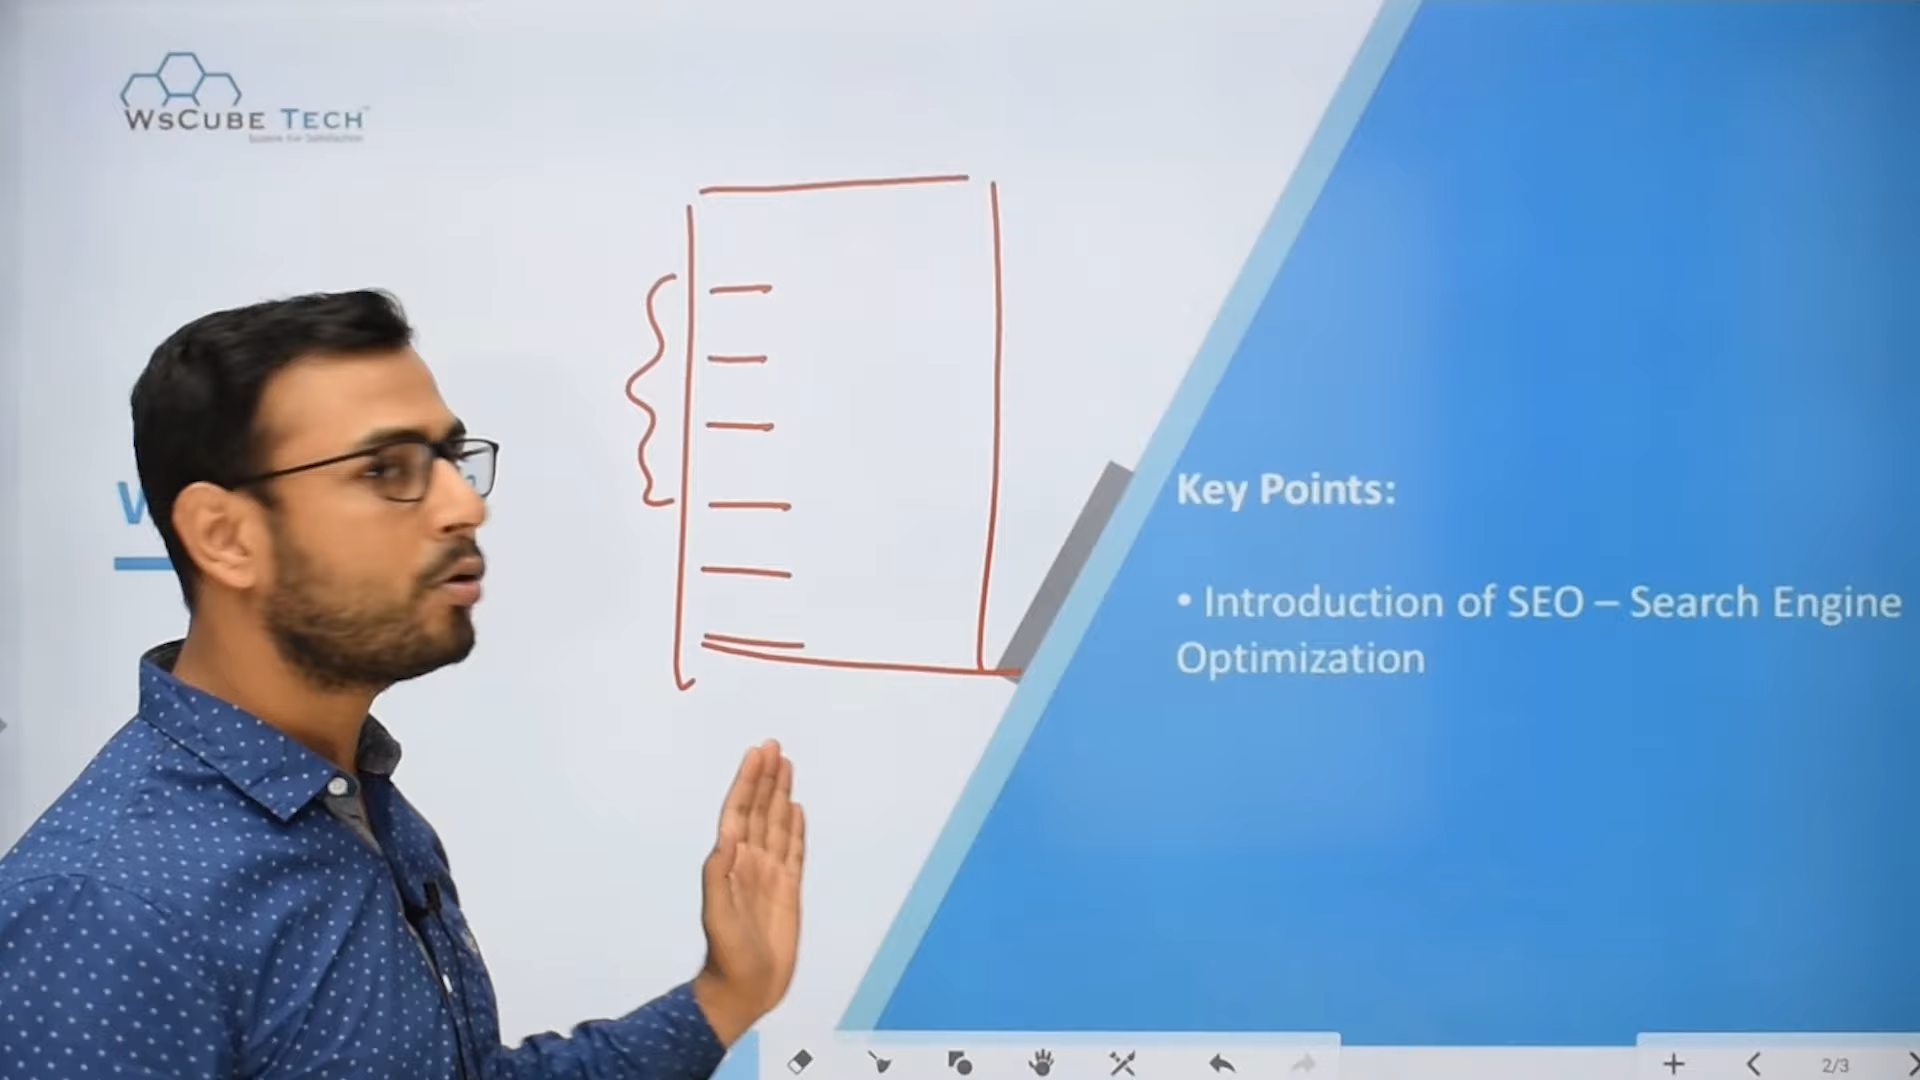 WsCUBE TECH
Key Points:
• Introduction of SEO – Search Engine
Optimization
2/3